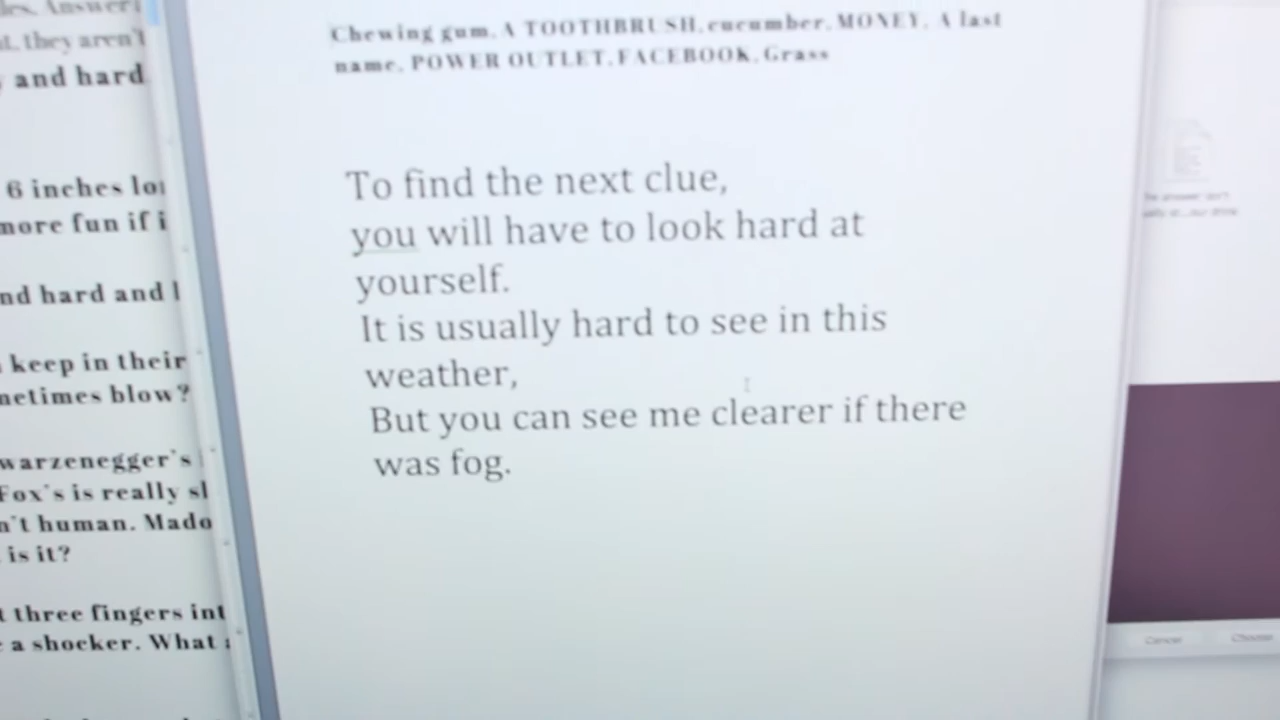 and hard
6 inches
more fun if
nd hard and
keep in their
metimes blow?
warzenegger's
Fox's is really
n't human. Mado
is it?
three fingers int
a shocker. What
Chewing gum, A TOOTHBRUSH, cucumber, MONEY, A last
name, POWER OUTLET, FACEBOOK, Grass
To find the next clue,
you will have to look hard at
yourself.
It is usually hard to see in this
weather,
But you can see me clearer if there
was fog.
Cancel
Choose